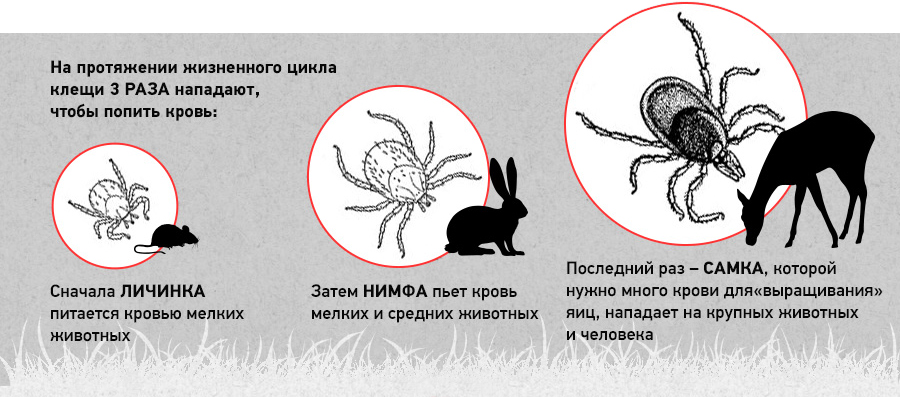 На протяжении жизненного цикла
клещи 3 РАЗА нападают,
чтобы попить кровь:
Сначала ЛИЧИНКА
питается кровью мелких
животных
Затем НИМФА пьет кровь
мелких и средних животных
Последний раз – САМКА, которой
нужно много крови для«выращивания»
яиц, нападает на крупных животных
и человека